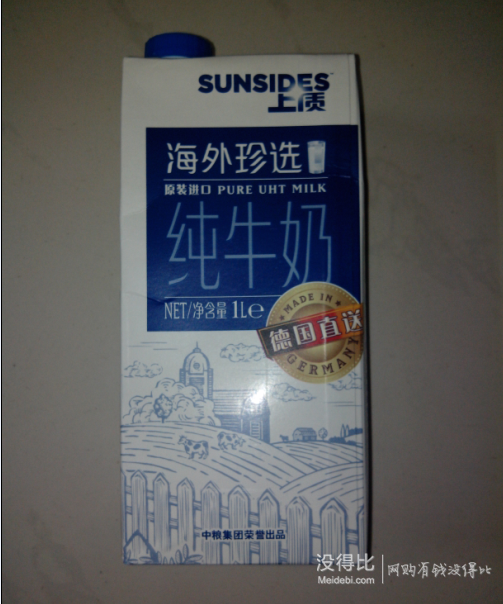 SUNSIDES™
上质
海外珍选
原装进口 PURE UHT MILK
纯牛奶
NET/净含量 1L℮
MADE IN
德国直送
GERMANY
中粮集团荣誉出品
没得比
Meidebi.com
网购有钱没得比